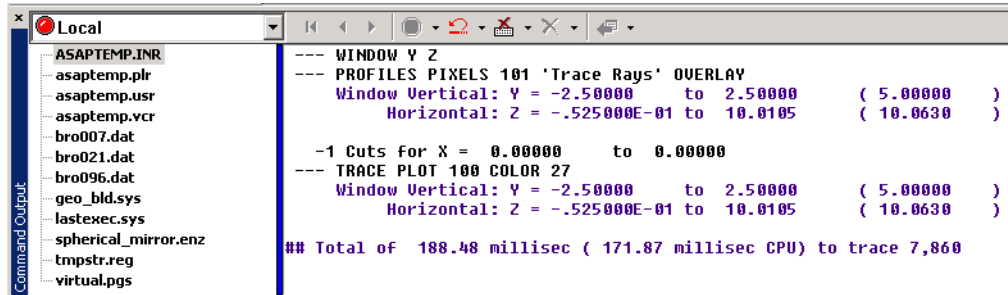 Local
ASAPTEMP.INR
asaptemp.plr
asaptemp.usr
asaptemp.vcr
bro007.dat
bro021.dat
bro096.dat
geo_bld.sys
lastexec.sys
spherical_mirror.enz
tmpstr.reg
virtual.pgs
Command Output
--- WINDOW Y Z
--- PROFILES PIXELS 101 'Trace Rays' OVERLAY
Window Vertical: Y = -2.50000 to 2.50000 ( 5.00000 )
Horizontal: Z = -.525000E-01 to 10.0105 ( 10.0630 )
-1 Cuts for X = 0.00000 to 0.00000
--- TRACE PLOT 100 COLOR 27
Window Vertical: Y = -2.50000 to 2.50000 ( 5.00000 )
Horizontal: Z = -.525000E-01 to 10.0105 ( 10.0630 )
## Total of 188.48 millisec ( 171.87 millisec CPU) to trace 7,860